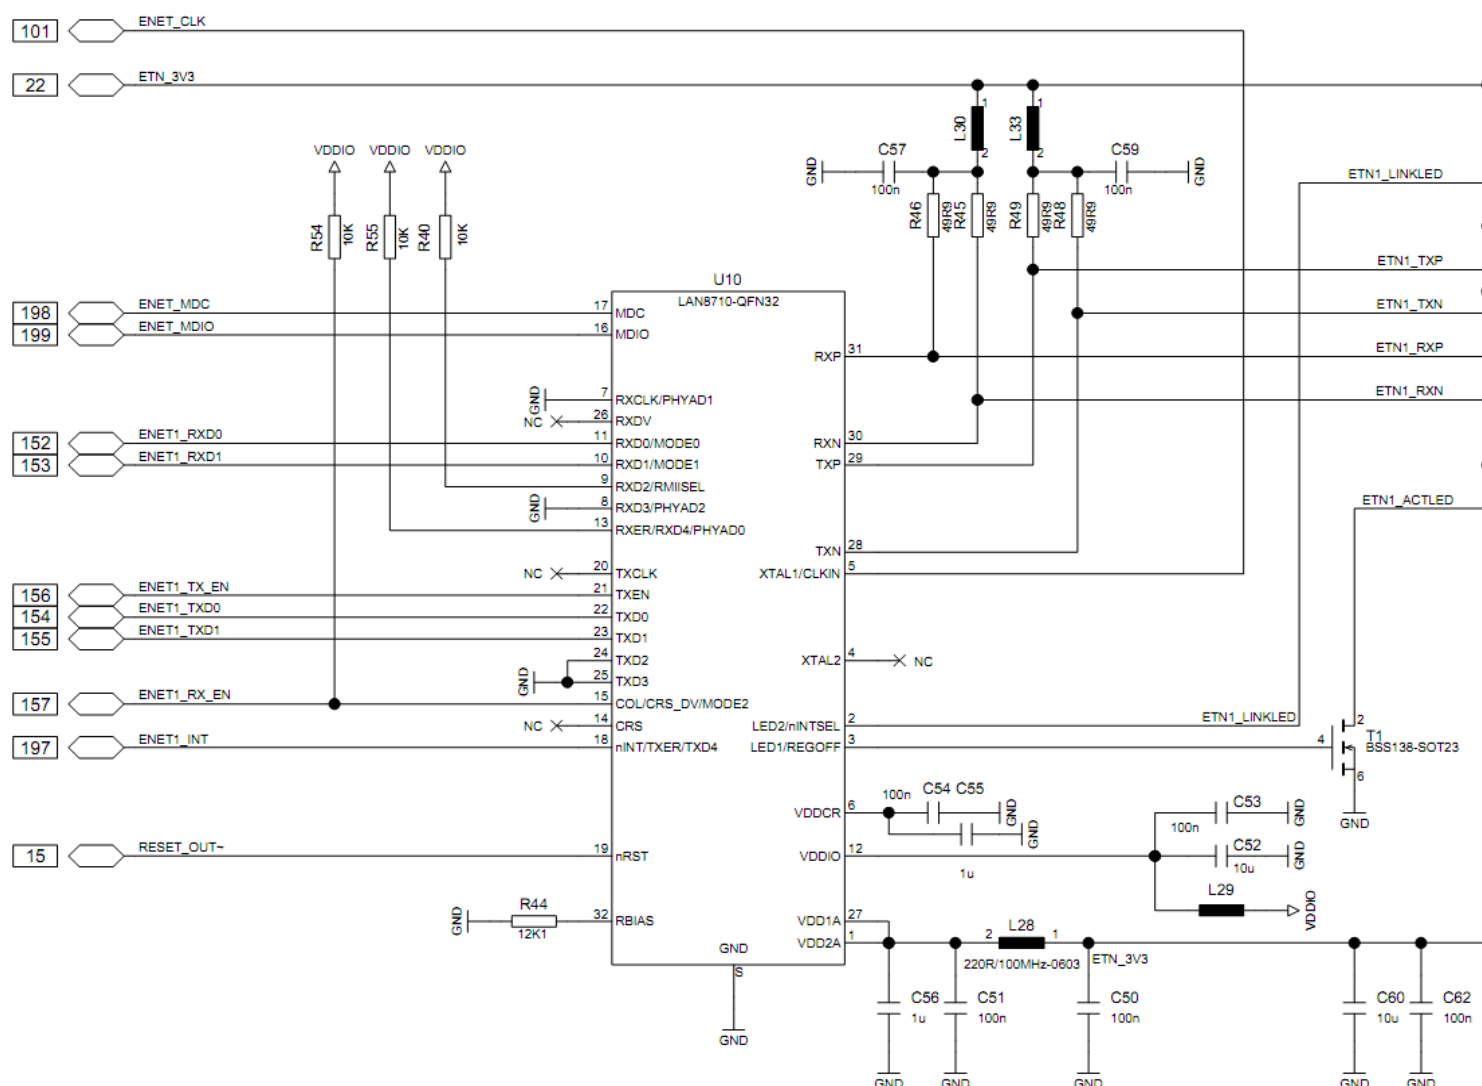 101 ENET_CLK
22 ETN_3V3
1 1
L30 L33
2 2
VDDIO VDDIO VDDIO
GND C57 100n
C59 100n GND
ETN1_LINKLED
R54 10K R55 10K R40 10K
R46 49R9 R45 49R9 R49 49R9 R48 49R9
ETN1_TXP
U10
LAN8710-QFN32
198 ENET_MDC 17 MDC
ETN1_TXN
199 ENET_MDIO 16 MDIO
RXP 31 ETN1_RXP
GND 7 RXCLK/PHYAD1
ETN1_RXN
NC 26 RXDV
152 ENET1_RXD0 11 RXD0/MODE0
RXN 30
153 ENET1_RXD1 10 RXD1/MODE1
TXP 29
9 RXD2/RMIISEL
GND 8 RXD3/PHYAD2
ETN1_ACTLED
13 RXER/RXD4/PHYAD0
TXN 28
NC 20 TXCLK
XTAL1/CLKIN 5
156 ENET1_TX_EN 21 TXEN
154 ENET1_TXD0 22 TXD0
155 ENET1_TXD1 23 TXD1
24 TXD2
XTAL2 4 NC
GND 25 TXD3
157 ENET1_RX_EN 15 COL/CRS_DV/MODE2
NC 14 CRS
LED2/nINTSEL 2 ETN1_LINKLED
197 ENET1_INT 18 nINT/TXER/TXD4
LED1/REGOFF 3
4 2 T1
BSS138-SOT23
6
GND
VDDCR 6 100n C54 C55 GND
GND
1u
C53 100n GND
15 RESET_OUT~ 19 nRST
VDDIO 12
C52 10u GND
L29 VDDIO
GND R44 12K1 32 RBIAS
VDD1A 27
VDD2A 1
2 L28 1
220R/100MHz-0603
ETN_3V3
GND
S
GND
C56 1u
C51 100n
C50 100n
C60 10u
C62 100n
GND GND GND GND GND